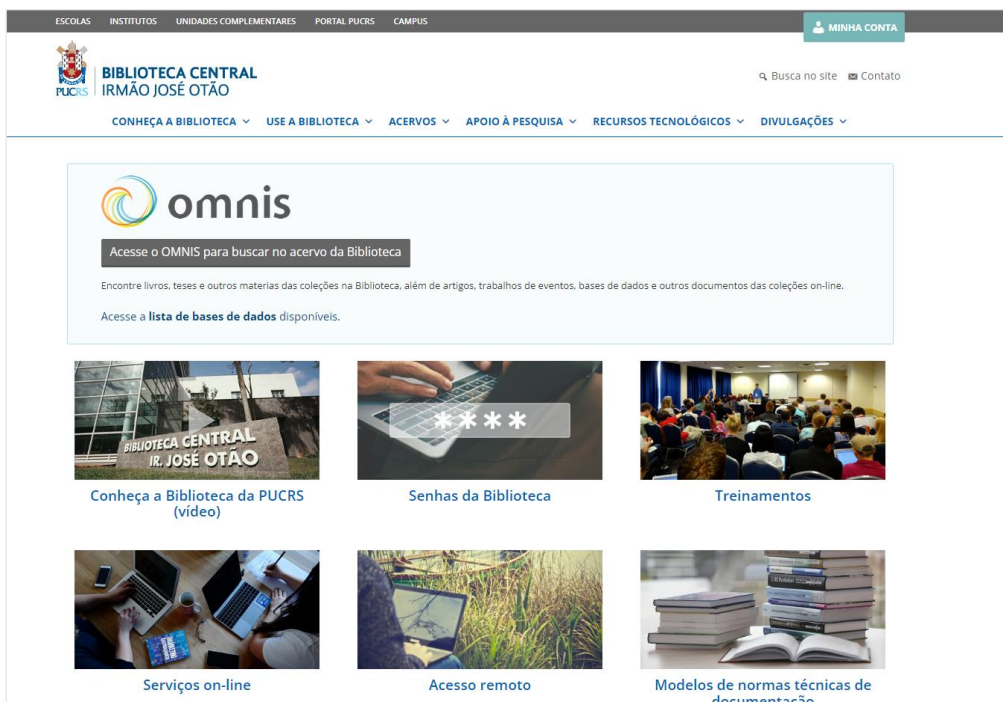 ESCOLAS INSTITUTOS UNIDADES COMPLEMENTARES PORTAL PUCRS CAMPUS
MINHA CONTA
PUCRS
BIBLIOTECA CENTRAL
IRMÃO JOSÉ OTÃO
Busca no site Contato
CONHEÇA A BIBLIOTECA USE A BIBLIOTECA ACERVOS APOIO À PESQUISA RECURSOS TECNOLÓGICOS DIVULGAÇÕES
omnis
Acesse o OMNIS para buscar no acervo da Biblioteca
Encontre livros, teses e outros materias das coleções na Biblioteca, além de artigos, trabalhos de eventos, bases de dados e outros documentos das coleções on-line.
Acesse a lista de bases de dados disponíveis.
BIBLIOTECA CENTRAL
IR. JOSÉ OTÃO
****
Conheça a Biblioteca da PUCRS
(vídeo)
Senhas da Biblioteca
Treinamentos
Serviços on-line
Acesso remoto
Modelos de normas técnicas de
documentação